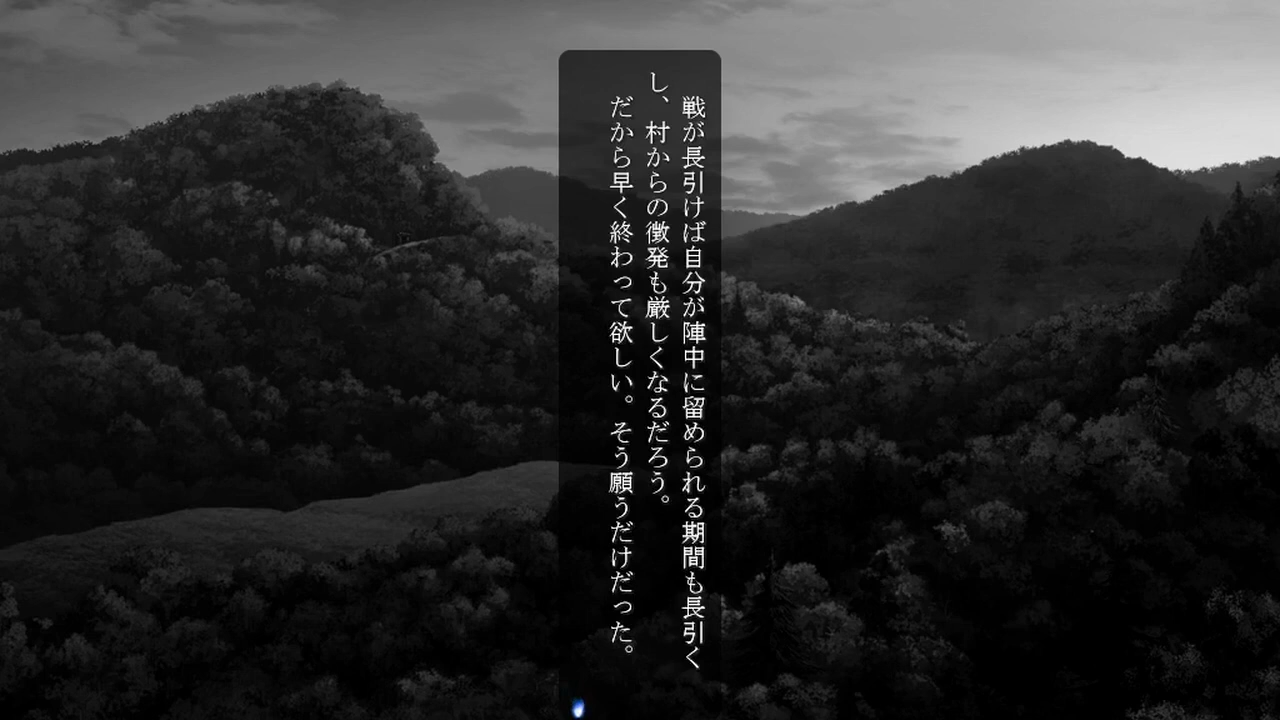 戦が長引けば自分が陣中に留められる期間も長引く
し、村からの徴発も厳しくなるだろう。
だから早く終わって欲しい。そう願うだけだった。